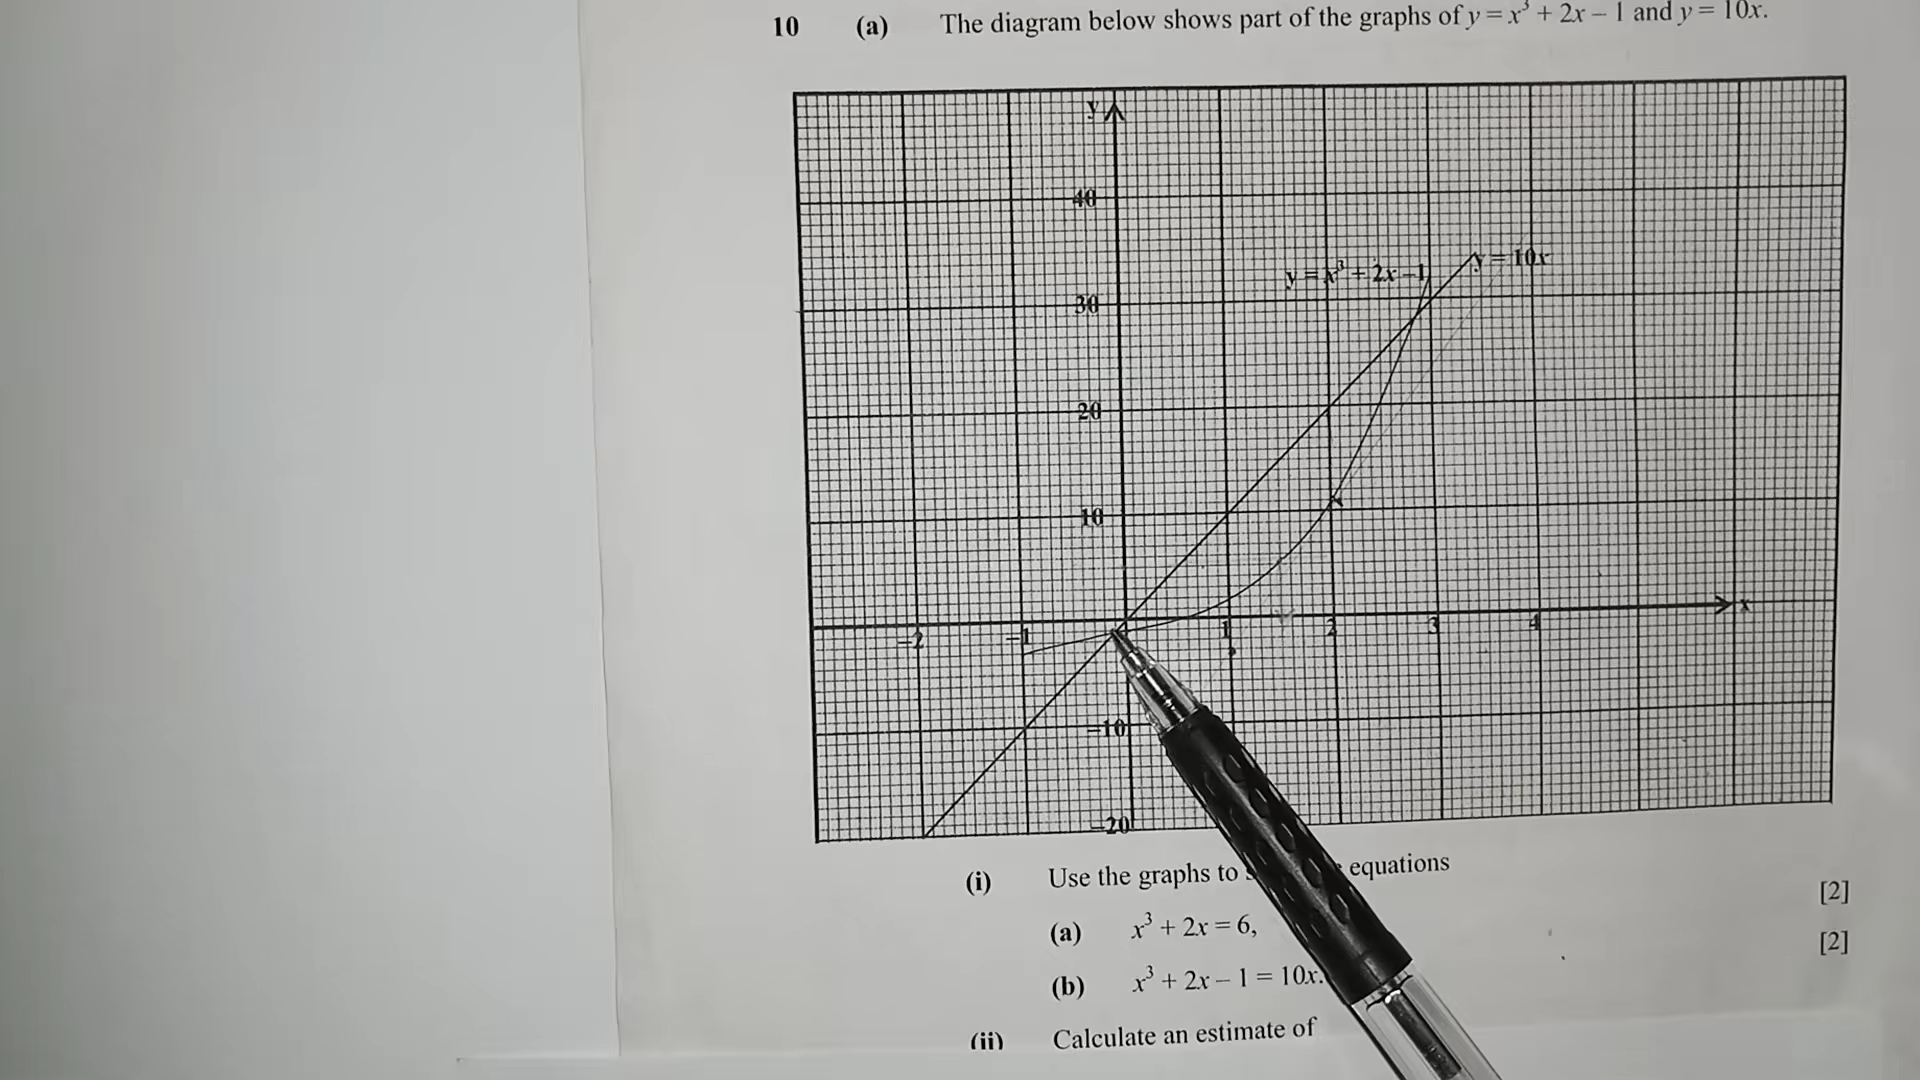 10 (a) The diagram below shows part of the graphs of y = x³ + 2x – 1 and y = 10x.
y
40
y = x³ + 2x – 1 y = 10x
30
20
10
x
–2 –1 1 2 3 4
–10
–20
(i) Use the graphs to equations
[2]
(a) x³ + 2x = 6,
[2]
(b) x³ + 2x – 1 = 10x.
(ii) Calculate an estimate of